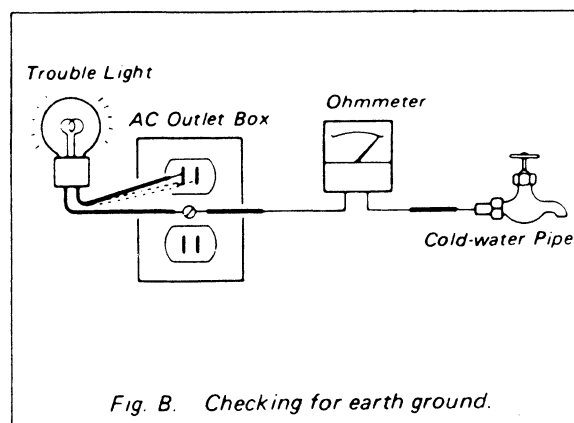 Trouble Light
AC Outlet Box
Ohmmeter
Cold-water Pipe
Fig. B. Checking for earth ground.